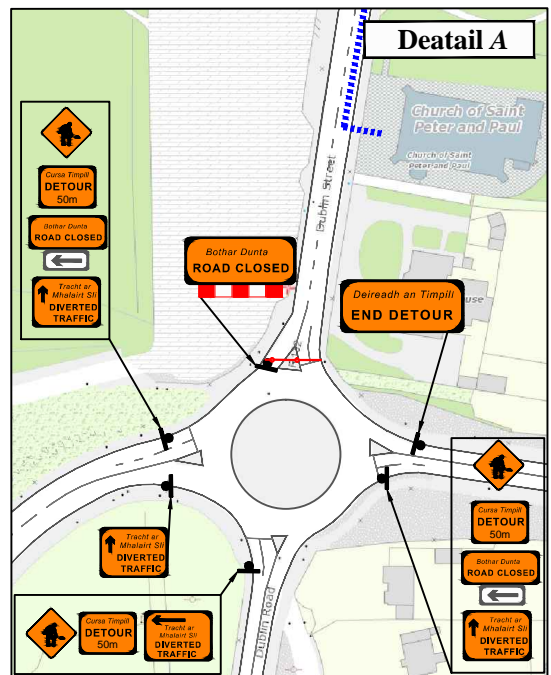 Deatail A
Church of Saint
Peter and Paul
Church of Saint
Peter and Paul
Dublin Street
Cursa Timpill
DETOUR
50m
Bothar Dunta
ROAD CLOSED
Tracht ar
Mhalairt Sli
DIVERTED
TRAFFIC
Bothar Dunta
ROAD CLOSED
Deireadh an Timpill
END DETOUR
Tracht ar
Mhalairt Sli
DIVERTED
TRAFFIC
Cursa Timpill
DETOUR
50m
Tracht ar
Mhalairt Sli
DIVERTED
TRAFFIC
Dublin Road
Cursa Timpill
DETOUR
50m
Bothar Dunta
ROAD CLOSED
Tracht ar
Mhalairt Sli
DIVERTED
TRAFFIC